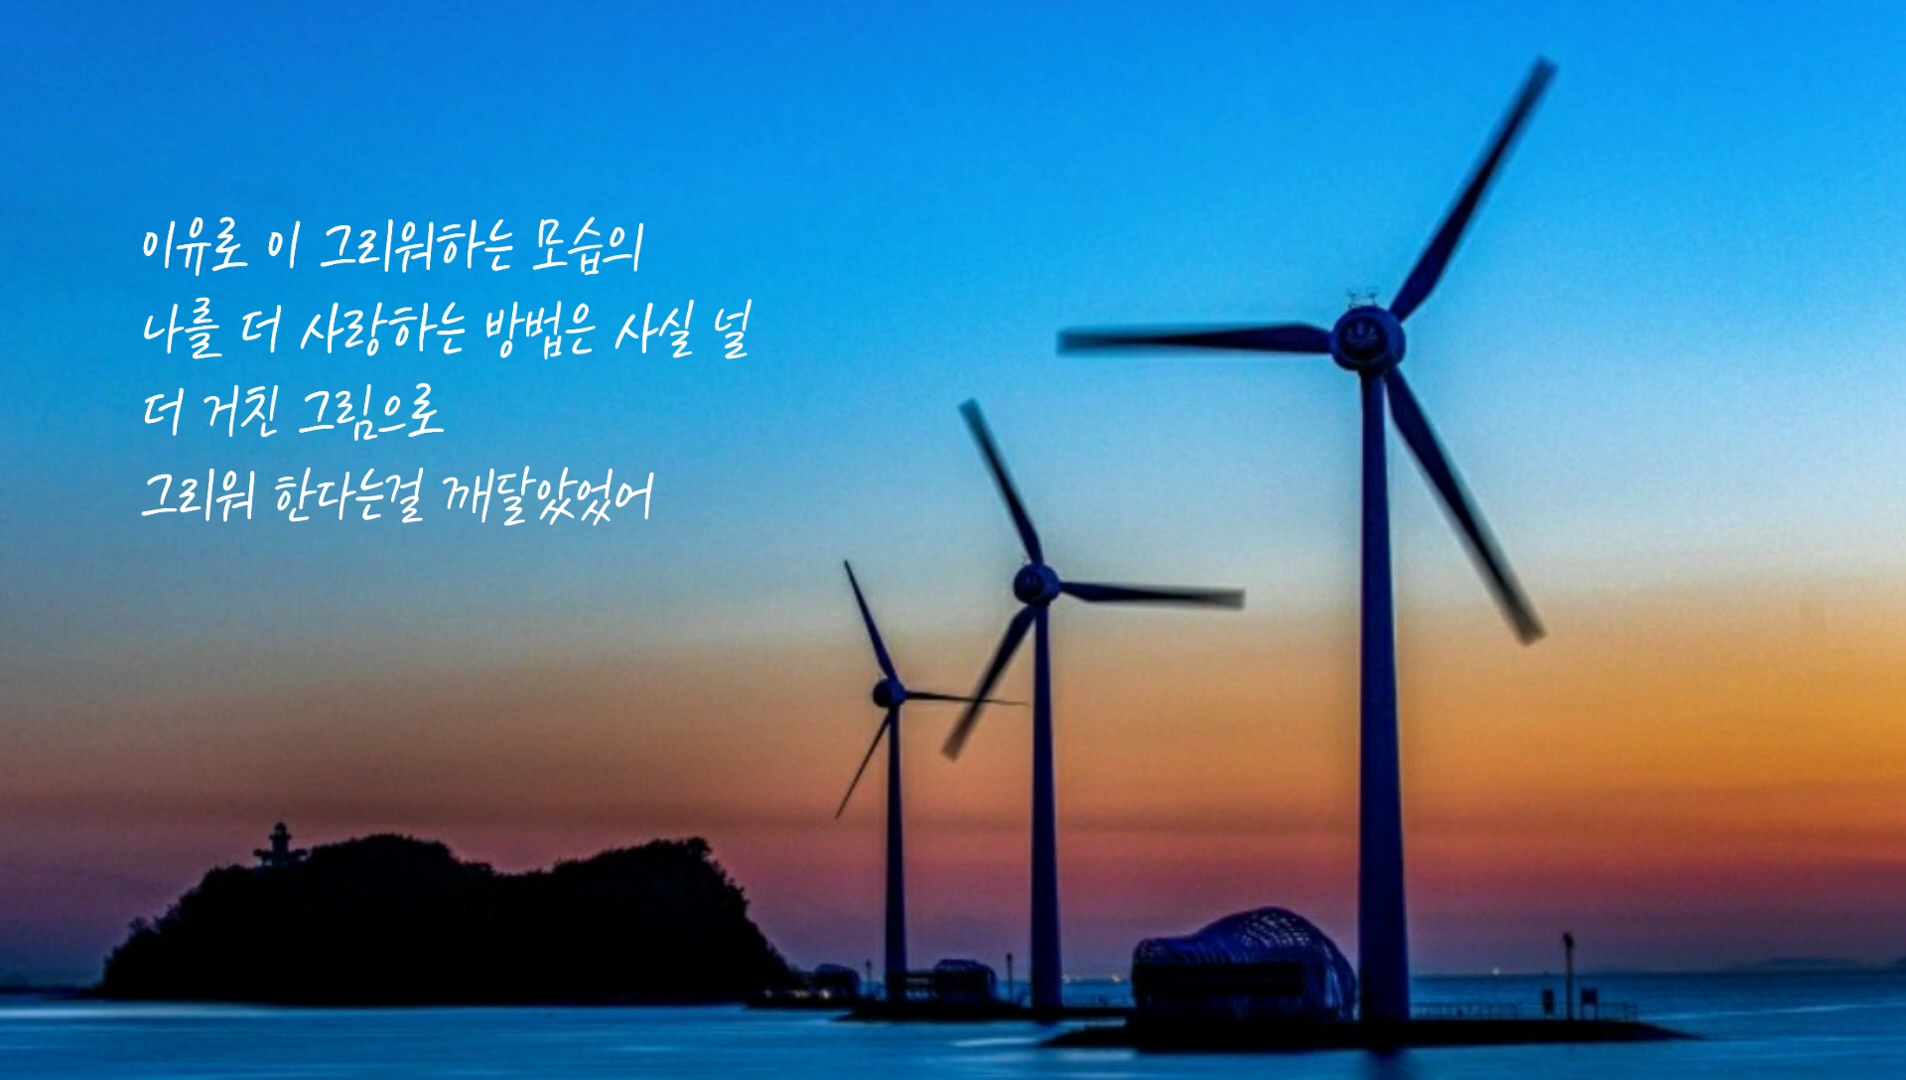 이유로 이 그리워하는 모습의
나를 더 사랑하는 방법은 사실 널
더 거친 그림으로
그리워 한다는걸 깨달았었어